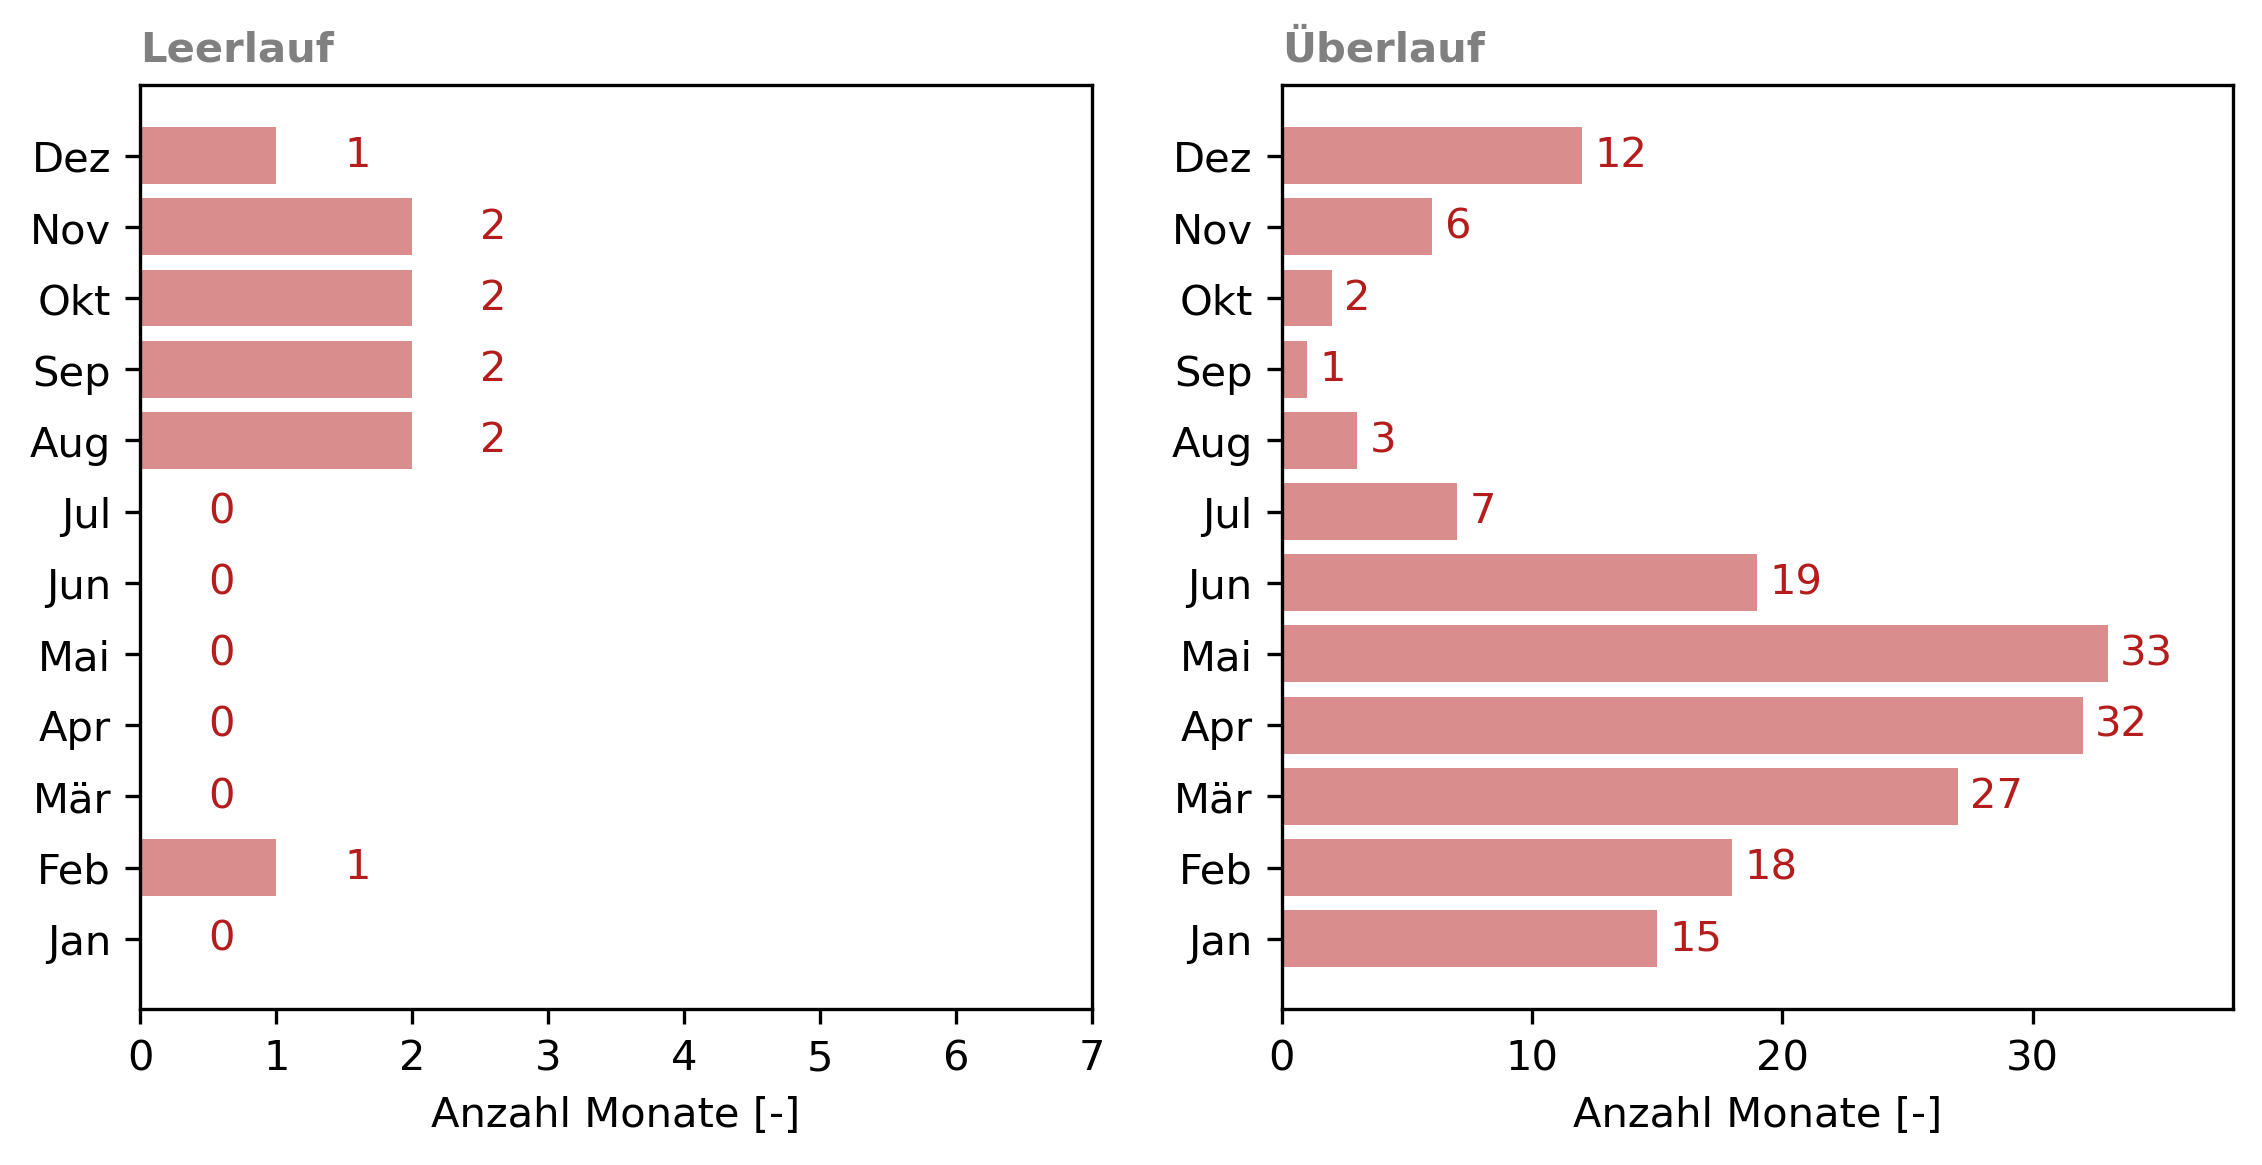 Leerlauf
Dez 1
Nov 2
Okt 2
Sep 2
Aug 2
Jul 0
Jun 0
Mai 0
Apr 0
Mär 0
Feb 1
Jan 0
0 1 2 3 4 5 6 7
Anzahl Monate [-]
Überlauf
Dez 12
Nov 6
Okt 2
Sep 1
Aug 3
Jul 7
Jun 19
Mai 33
Apr 32
Mär 27
Feb 18
Jan 15
0 10 20 30
Anzahl Monate [-]